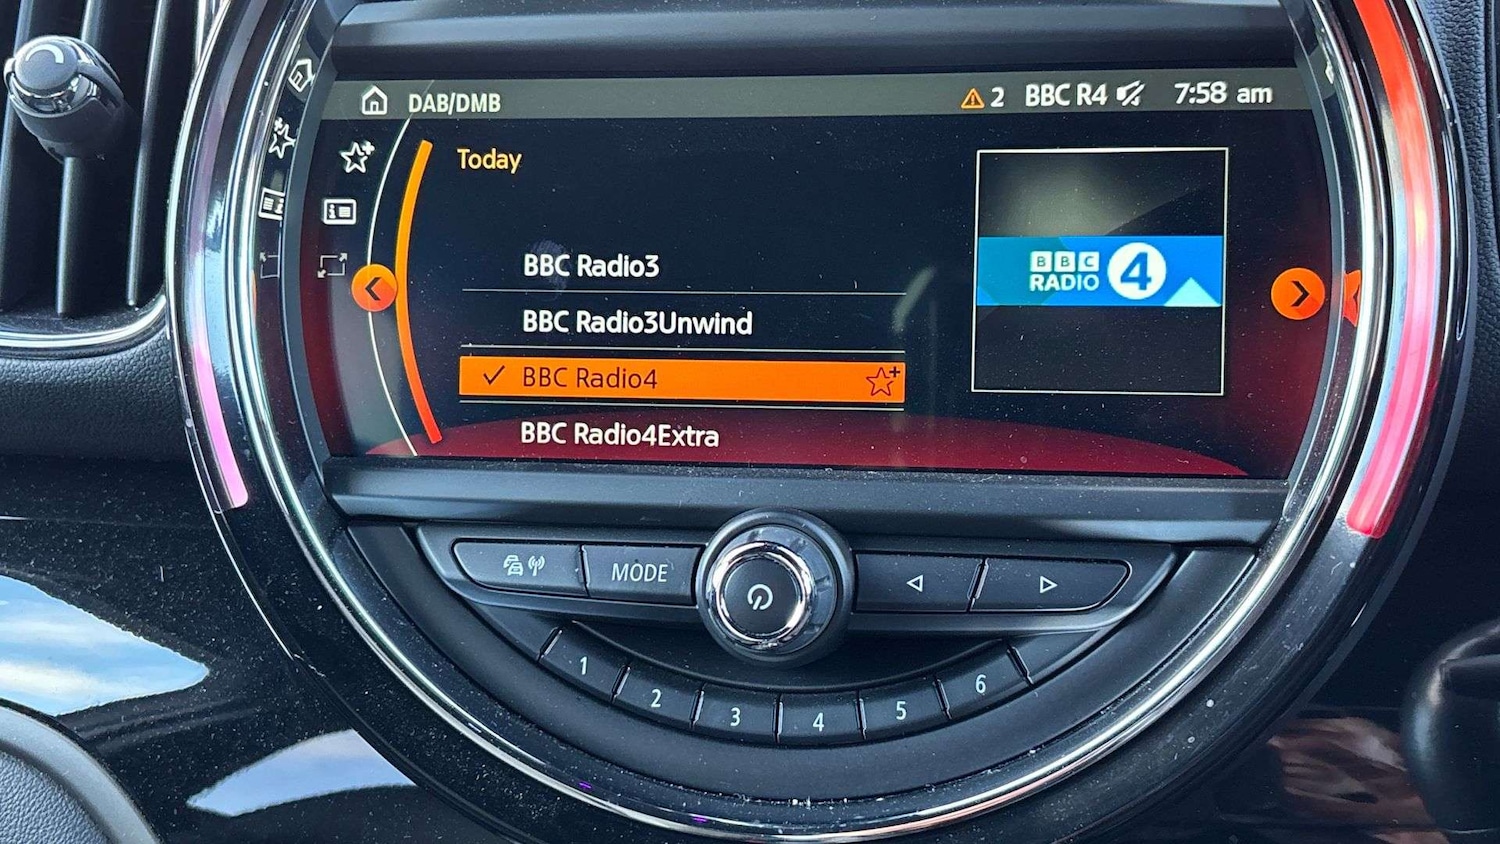 DAB/DMB
2 BBC R4 7:58 am
Today
BBC Radio3
BBC Radio3Unwind
BBC Radio4
BBC Radio4Extra
BBC
RADIO 4
MODE
1
2
3
4
5
6